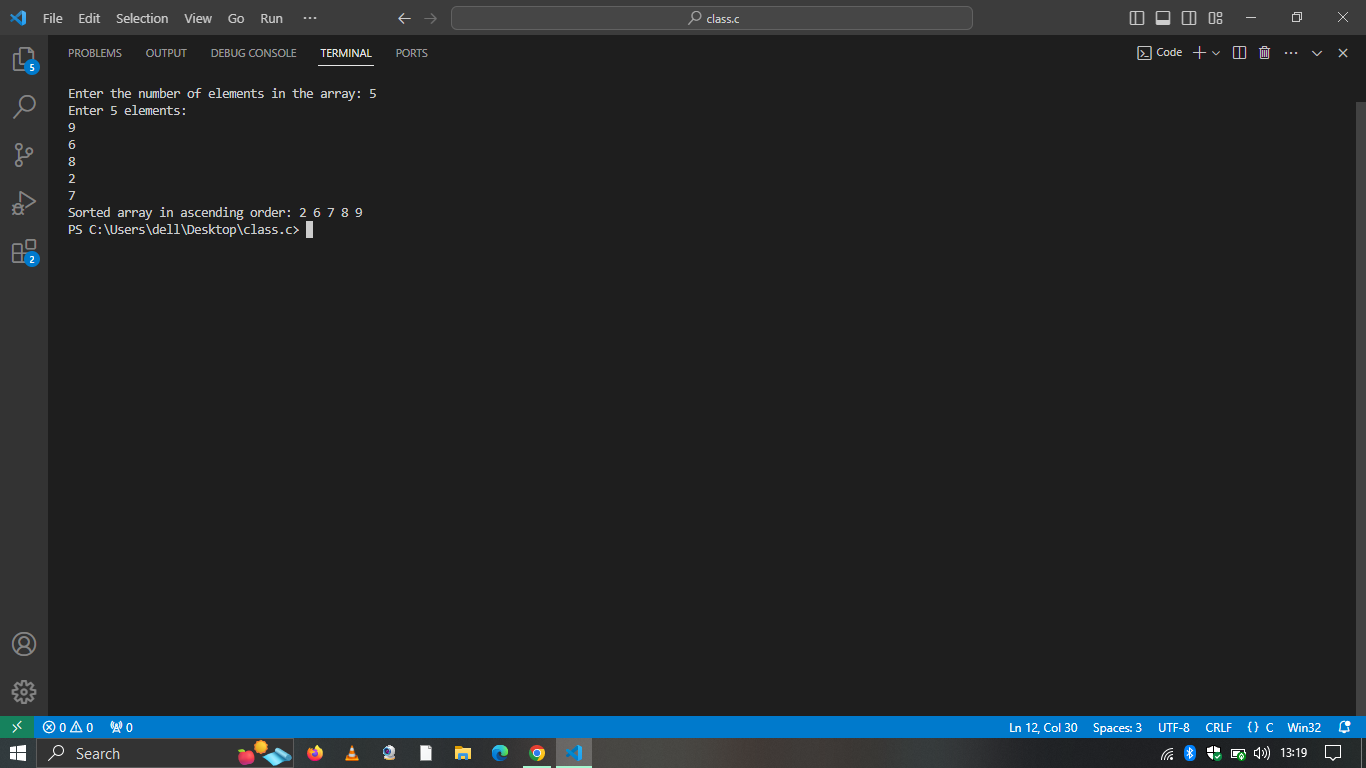 File Edit Selection View Go Run ··· class.c
PROBLEMS OUTPUT DEBUG CONSOLE TERMINAL PORTS Code
5
Enter the number of elements in the array: 5
Enter 5 elements:
9
6
8
2
7
Sorted array in ascending order: 2 6 7 8 9
PS C:\Users\dell\Desktop\class.c>
2
0 0 0 Ln 12, Col 30 Spaces: 3 UTF-8 CRLF {} C Win32
Search 13:19